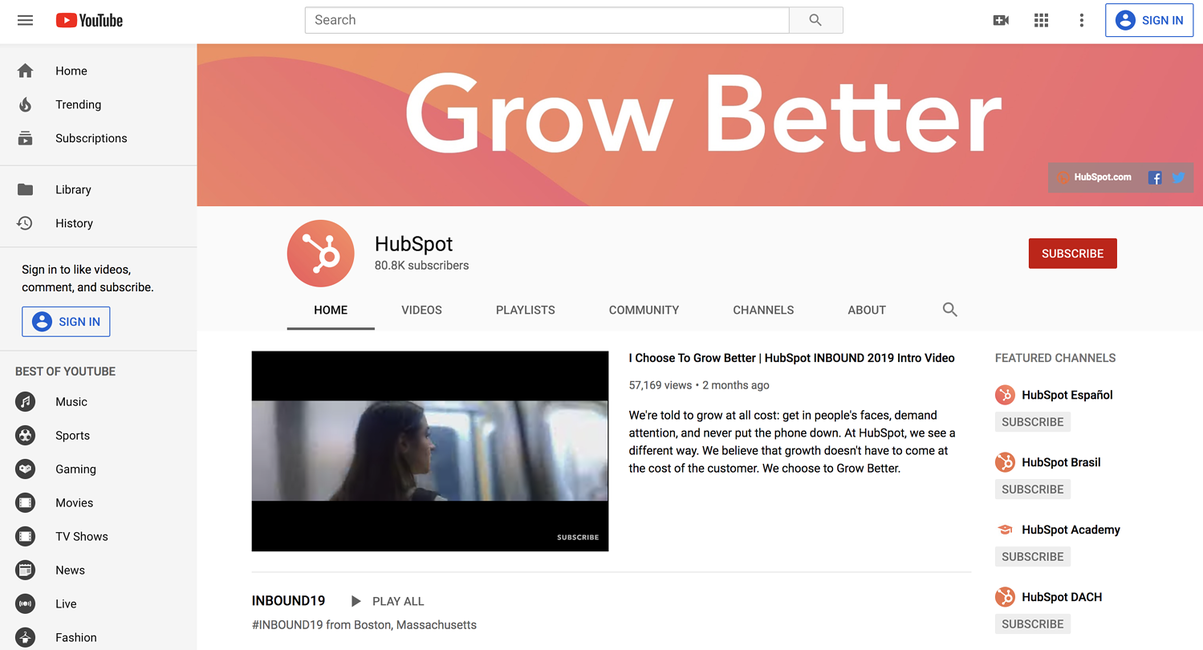 YouTube
Search
SIGN IN
Home
Trending
Subscriptions
Library
History
Sign in to like videos,
comment, and subscribe.
SIGN IN
BEST OF YOUTUBE
Music
Sports
Gaming
Movies
TV Shows
News
Live
Fashion
Grow Better
HubSpot.com
HubSpot
80.8K subscribers
SUBSCRIBE
HOME
VIDEOS
PLAYLISTS
COMMUNITY
CHANNELS
ABOUT
SUBSCRIBE
I Choose To Grow Better | HubSpot INBOUND 2019 Intro Video
57,169 views • 2 months ago
We're told to grow at all cost: get in people's faces, demand
attention, and never put the phone down. At HubSpot, we see a
different way. We believe that growth doesn't have to come at
the cost of the customer. We choose to Grow Better.
INBOUND19
PLAY ALL
#INBOUND19 from Boston, Massachusetts
FEATURED CHANNELS
HubSpot Español
SUBSCRIBE
HubSpot Brasil
SUBSCRIBE
HubSpot Academy
SUBSCRIBE
HubSpot DACH
SUBSCRIBE